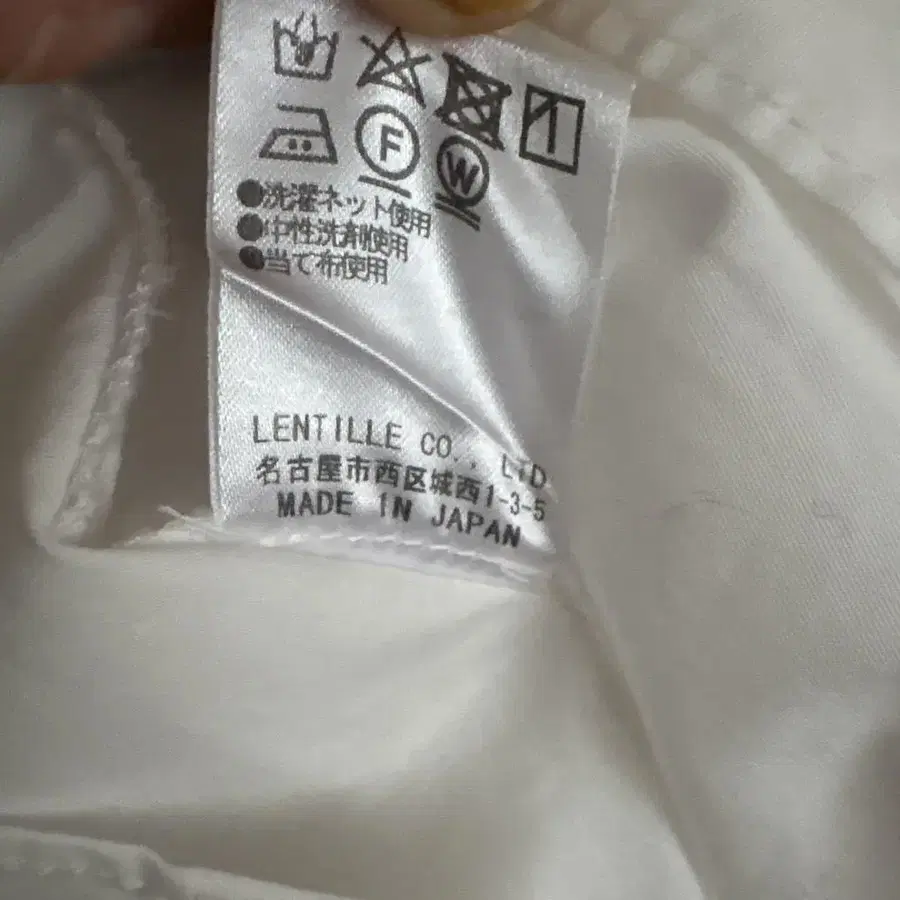 F
W
●洗濯ネット使用
●中性洗剤使用
●当て布使用
LENTILLE CO., LTD
名古屋市西区城西1-3-5
MADE IN JAPAN